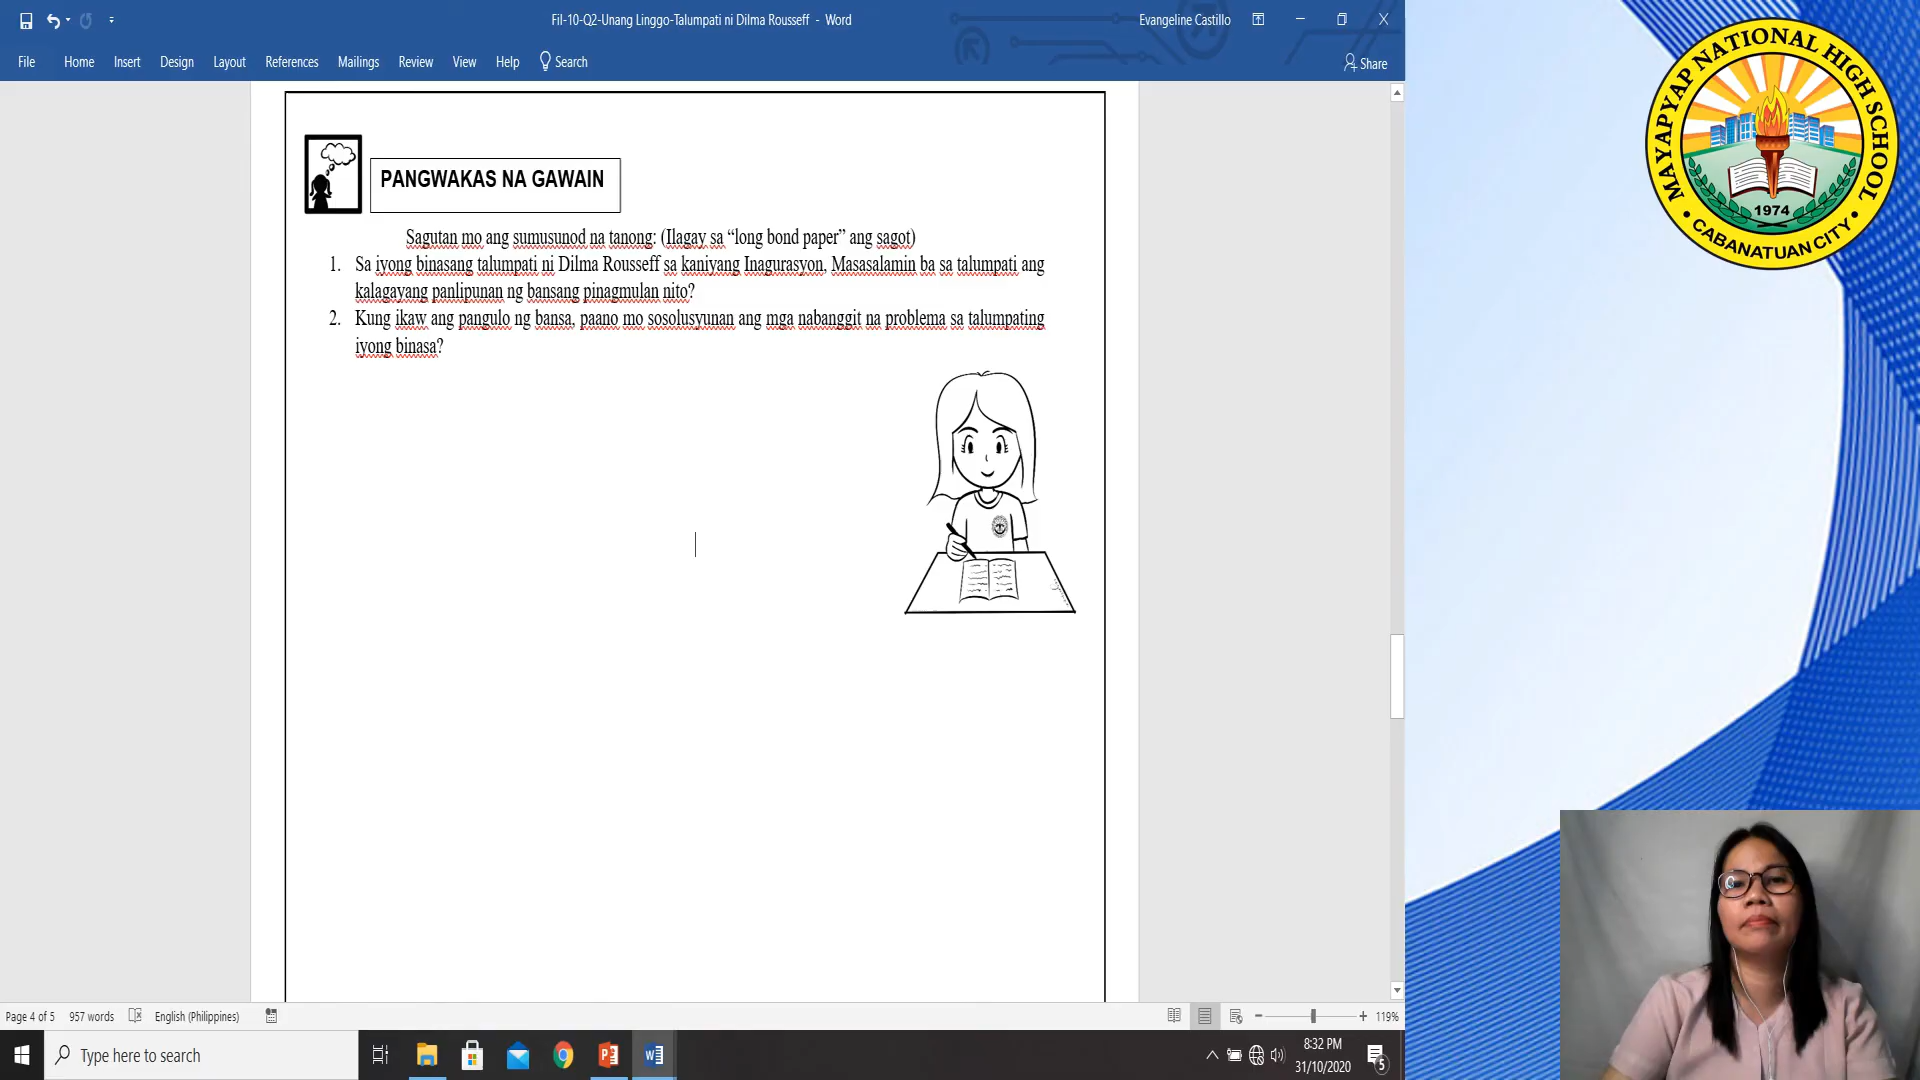 Fil-10-Q2-Unang Linggo-Talumpati ni Dilma Rousseff - Word
Evangeline Castillo
File Home Insert Design Layout References Mailings Review View Help Search Share
PANGWAKAS NA GAWAIN
Sagutan mo ang sumusunod na tanong: (Ilagay sa “long bond paper” ang sagot)
1. Sa iyong binasang talumpati ni Dilma Rousseff sa kaniyang Inagurasyon, Masasalamin ba sa talumpati ang
kalagayang panlipunan ng bansang pinagmulan nito?
2. Kung ikaw ang pangulo ng bansa, paano mo sosolusyunan ang mga nabanggit na problema sa talumpating
iyong binasa?
MAYAPYAP NATIONAL HIGH SCHOOL
1974
• CABANATUAN CITY •
Page 4 of 5 957 words English (Philippines) 119%
Type here to search
8:32 PM
31/10/2020
5